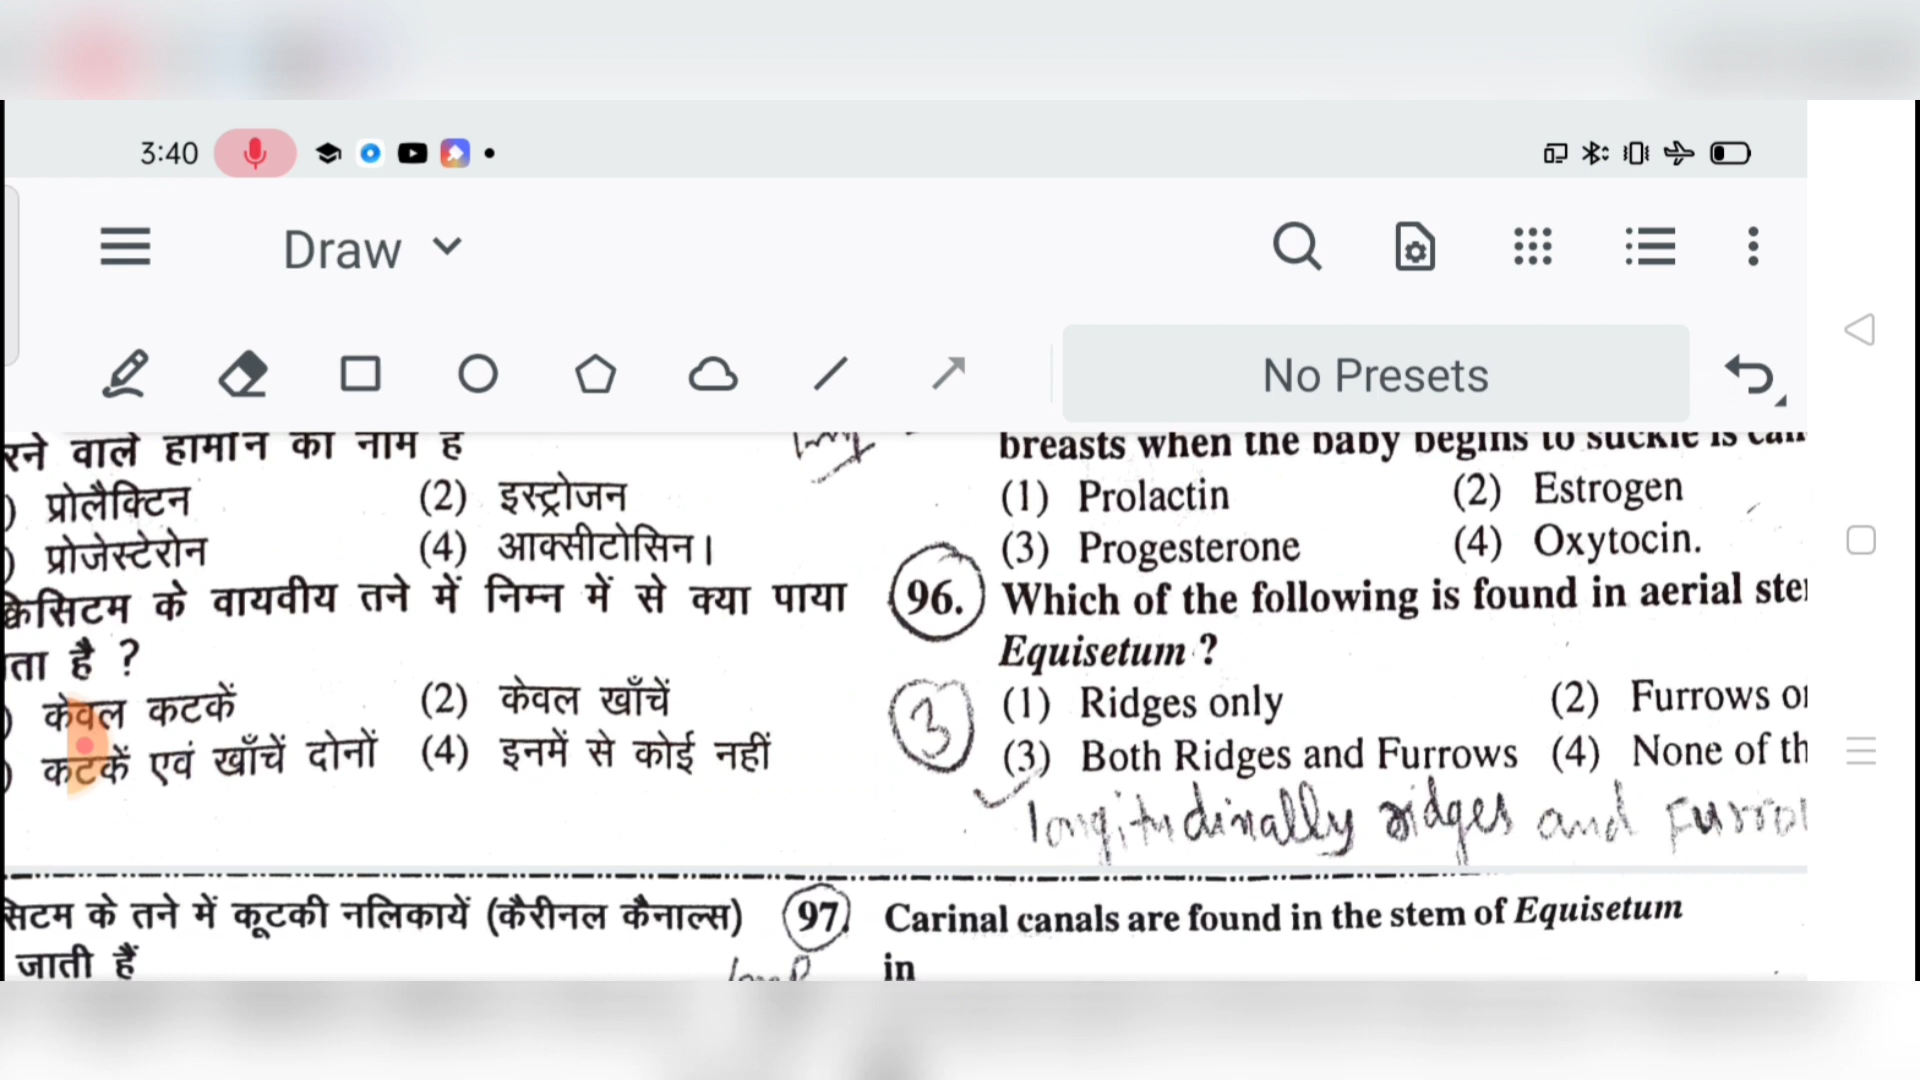 3:40
Draw
No Presets
रने वाले हार्मोन का नाम है
) प्रोलैक्टिन (2) इस्ट्रोजन
) प्रोजेस्टेरोन (4) आक्सीटोसिन।
क्वेसिटम के वायवीय तने में निम्न में से क्या पाया
ता है ?
) केवल कटकें (2) केवल खाँचें
) कटकें एवं खाँचें दोनों (4) इनमें से कोई नहीं
सिटम के तने में कूटकी नलिकायें (कैरीनल कैनाल्स)
जाती हैं
breasts when the baby begins to suckle is
(1) Prolactin (2) Estrogen
(3) Progesterone (4) Oxytocin.
96. Which of the following is found in aerial
Equisetum ?
3 (1) Ridges only (2) Furrows
(3) Both Ridges and Furrows (4) None of
longitudinally ridges and
97. Carinal canals are found in the stem of Equisetum
in